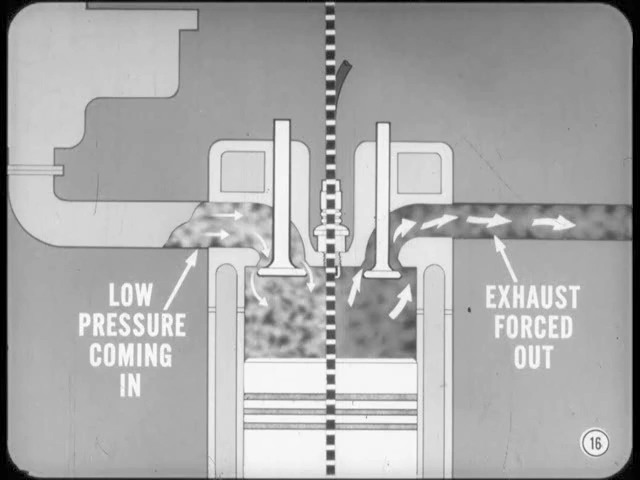 LOW
PRESSURE
COMING
IN
EXHAUST
FORCED
OUT
16